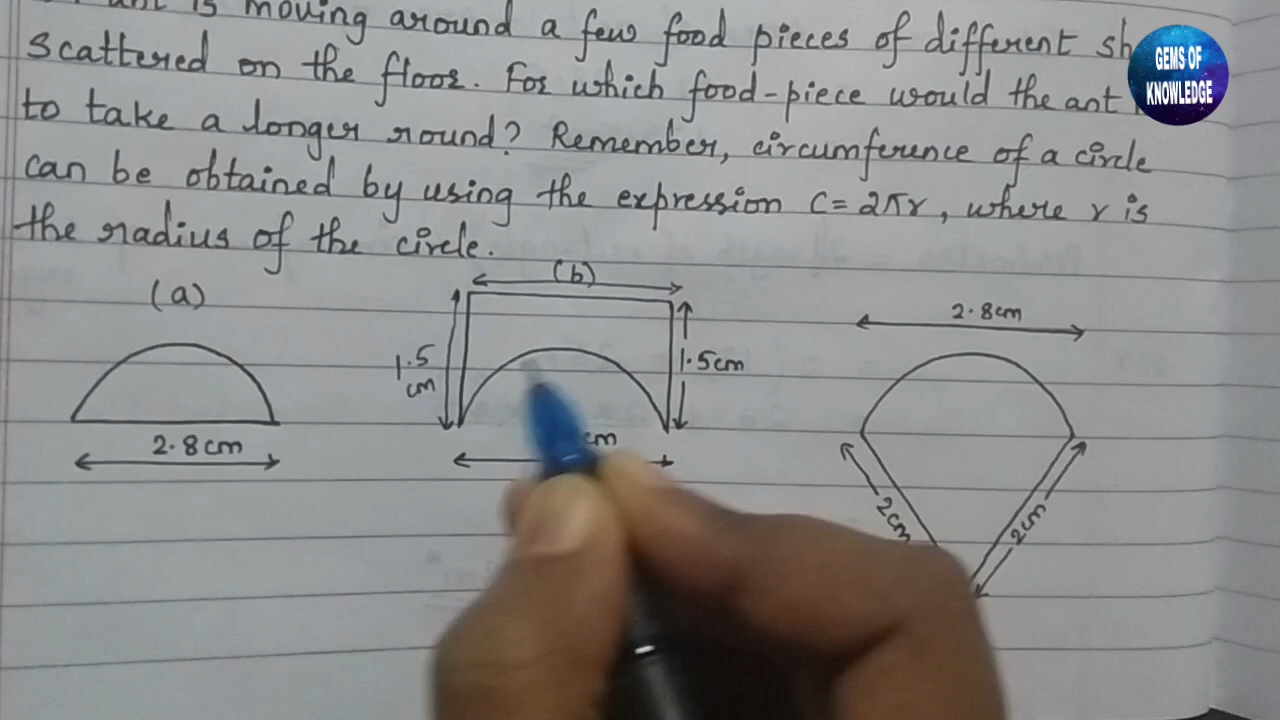 is moving around a few food pieces of different
scattered on the floor. For which food-piece would the ant
to take a longer round? Remember, circumference of a circle
can be obtained by using the expression C=2πr, where r is
the radius of the circle.
GEMS OF
KNOWLEDGE
(a)
2.8cm
(b)
1.5
cm
1.5cm
cm
2.8cm
2cm
2cm